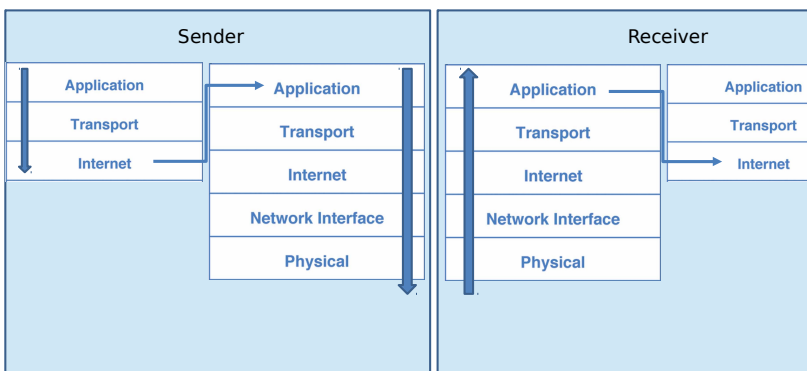 Sender
Application
Transport
Internet
Application
Transport
Internet
Network Interface
Physical
Receiver
Application
Transport
Internet
Network Interface
Physical
Application
Transport
Internet